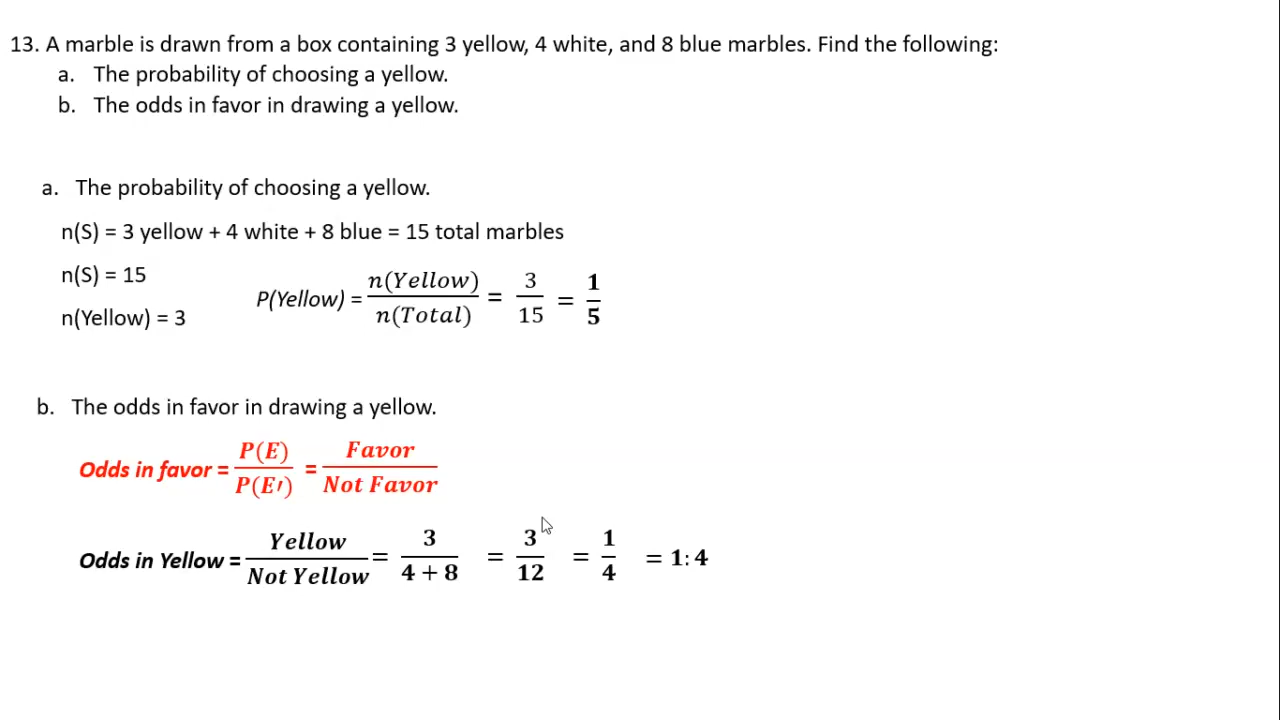 13. A marble is drawn from a box containing 3 yellow, 4 white, and 8 blue marbles. Find the following:
a. The probability of choosing a yellow.
b. The odds in favor in drawing a yellow.
a. The probability of choosing a yellow.
n(S) = 3 yellow + 4 white + 8 blue = 15 total marbles
n(S) = 15
n(Yellow) = 3
P(Yellow) = n(Yellow)/n(Total) = 3/15 = 1/5
b. The odds in favor in drawing a yellow.
Odds in favor = P(E)/P(E′) = Favor/Not Favor
Odds in Yellow = Yellow/Not Yellow = 3/4 + 8 = 3/12 = 1/4 = 1:4